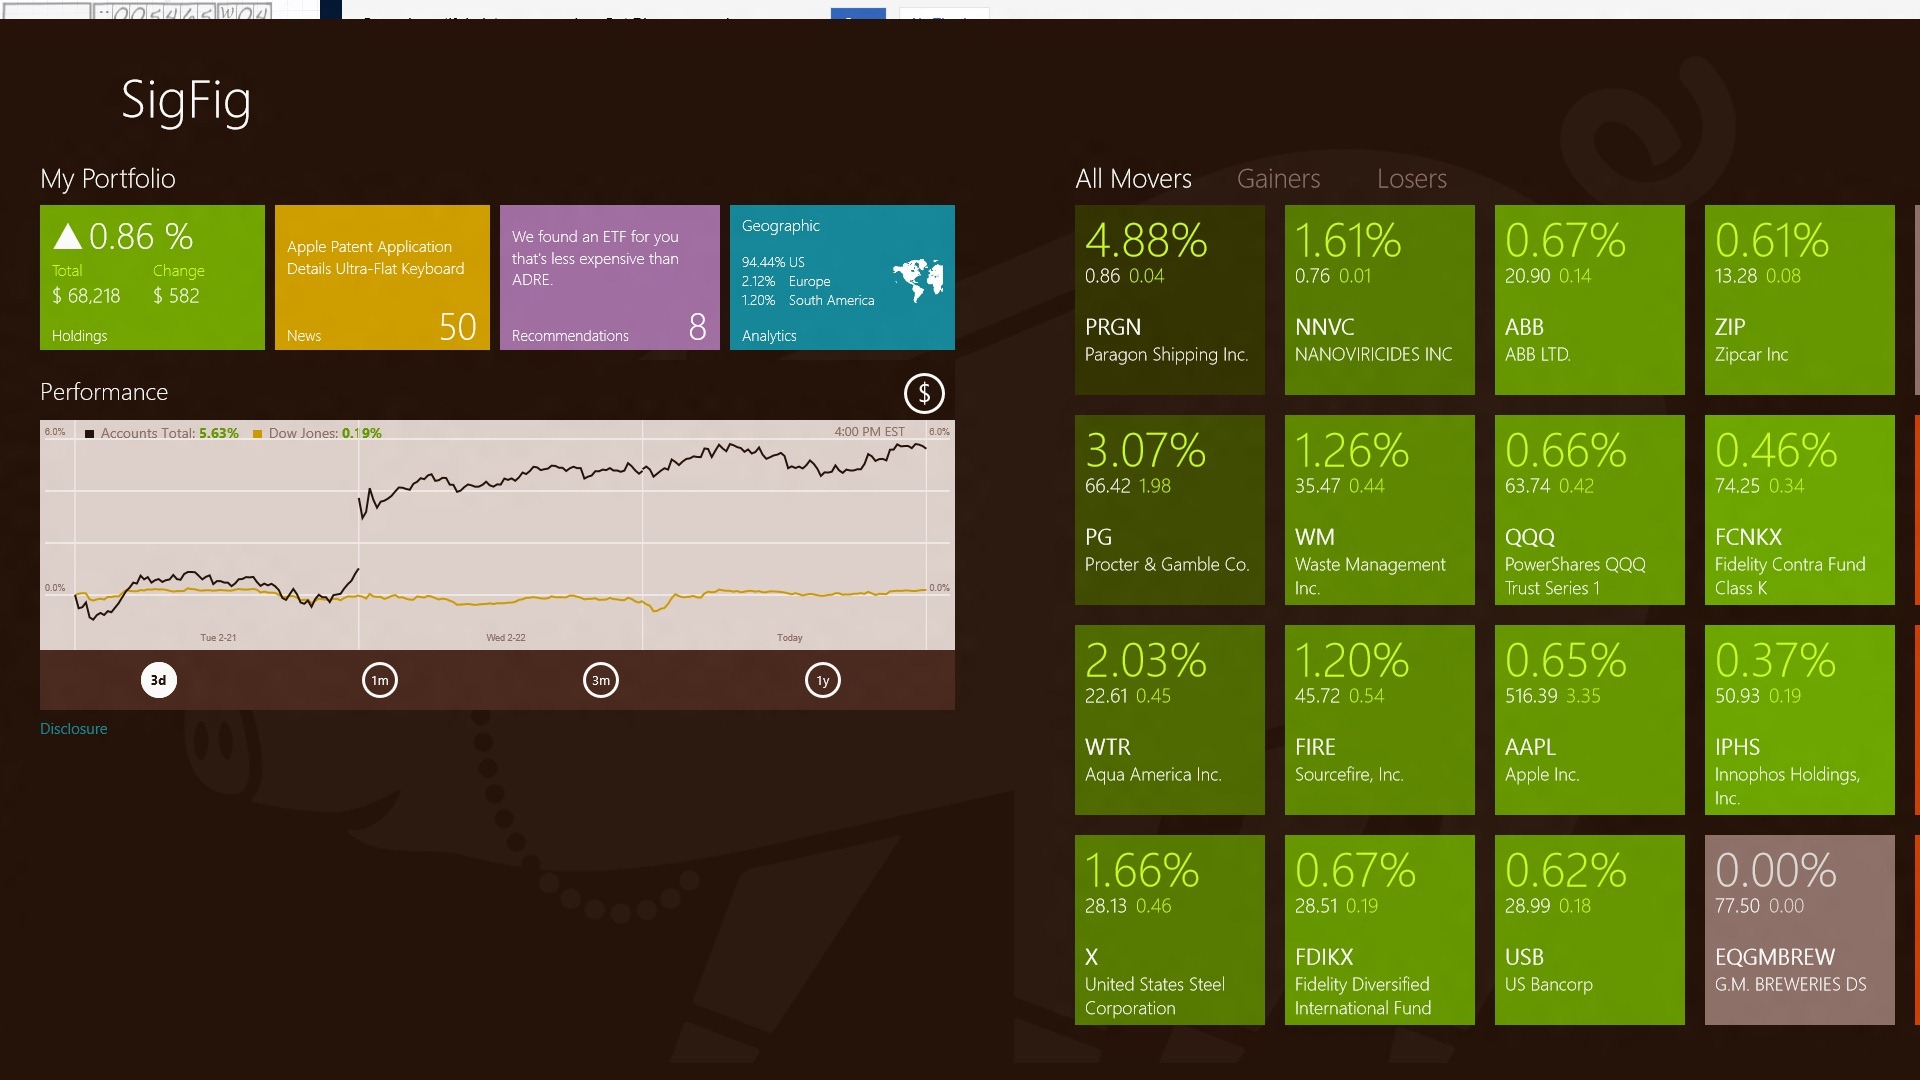 SigFig
My Portfolio
0.86 %
Total Change
$ 68,218 $ 582
Holdings
Apple Patent Application
Details Ultra-Flat Keyboard
News 50
We found an ETF for you
that's less expensive than
ADRE.
Recommendations 8
Geographic
94.44% US
2.12% Europe
1.20% South America
Analytics
Performance
$
6.0% Accounts Total: 5.63% Dow Jones: 0.19% 4:00 PM EST 6.0%
0.0% 0.0%
Tue 2-21 Wed 2-22 Today
3d 1m 3m 1y
Disclosure
All Movers Gainers Losers
4.88%
0.86 0.04
PRGN
Paragon Shipping Inc.
1.61%
0.76 0.01
NNVC
NANOVIRICIDES INC
0.67%
20.90 0.14
ABB
ABB LTD.
0.61%
13.28 0.08
ZIP
Zipcar Inc
3.07%
66.42 1.98
PG
Procter & Gamble Co.
1.26%
35.47 0.44
WM
Waste Management
Inc.
0.66%
63.74 0.42
QQQ
PowerShares QQQ
Trust Series 1
0.46%
74.25 0.34
FCNKX
Fidelity Contra Fund
Class K
2.03%
22.61 0.45
WTR
Aqua America Inc.
1.20%
45.72 0.54
FIRE
Sourcefire, Inc.
0.65%
516.39 3.35
AAPL
Apple Inc.
0.37%
50.93 0.19
IPHS
Innophos Holdings,
Inc.
1.66%
28.13 0.46
X
United States Steel
Corporation
0.67%
28.51 0.19
FDIKX
Fidelity Diversified
International Fund
0.62%
28.99 0.18
USB
US Bancorp
0.00%
77.50 0.00
EQGMBREW
G.M. BREWERIES DS